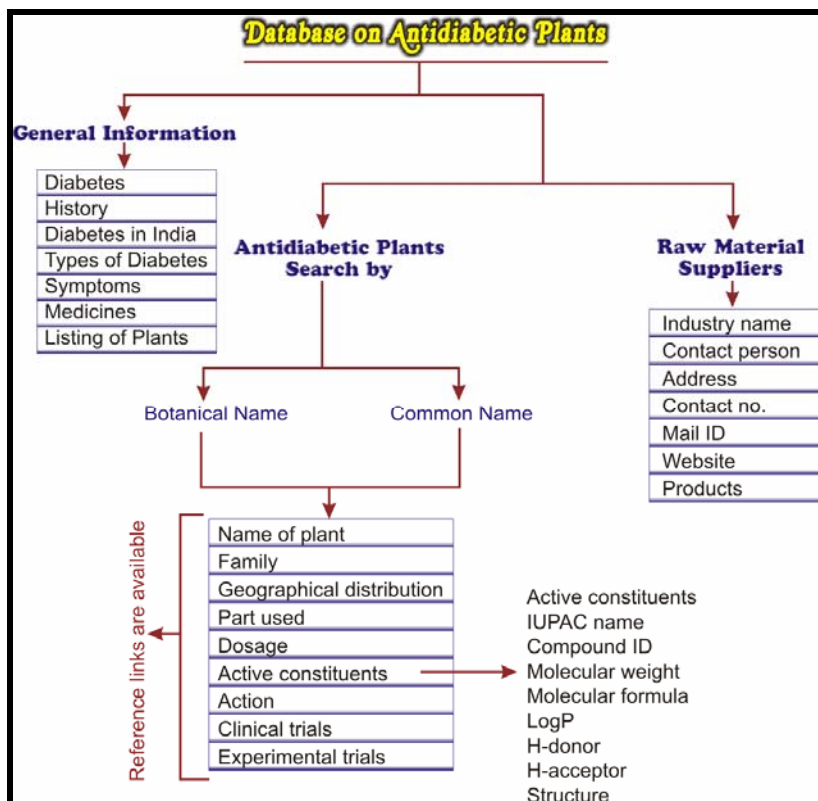 Database on Antidiabetic Plants
General Information
Diabetes
History
Diabetes in India
Types of Diabetes
Symptoms
Medicines
Listing of Plants
Antidiabetic Plants
Search by
Botanical Name
Common Name
Raw Material
Suppliers
Industry name
Contact person
Address
Contact no.
Mail ID
Website
Products
Reference links are available
Name of plant
Family
Geographical distribution
Part used
Dosage
Active constituents
Action
Clinical trials
Experimental trials
Active constituents
IUPAC name
Compound ID
Molecular weight
Molecular formula
LogP
H-donor
H-acceptor
Structure